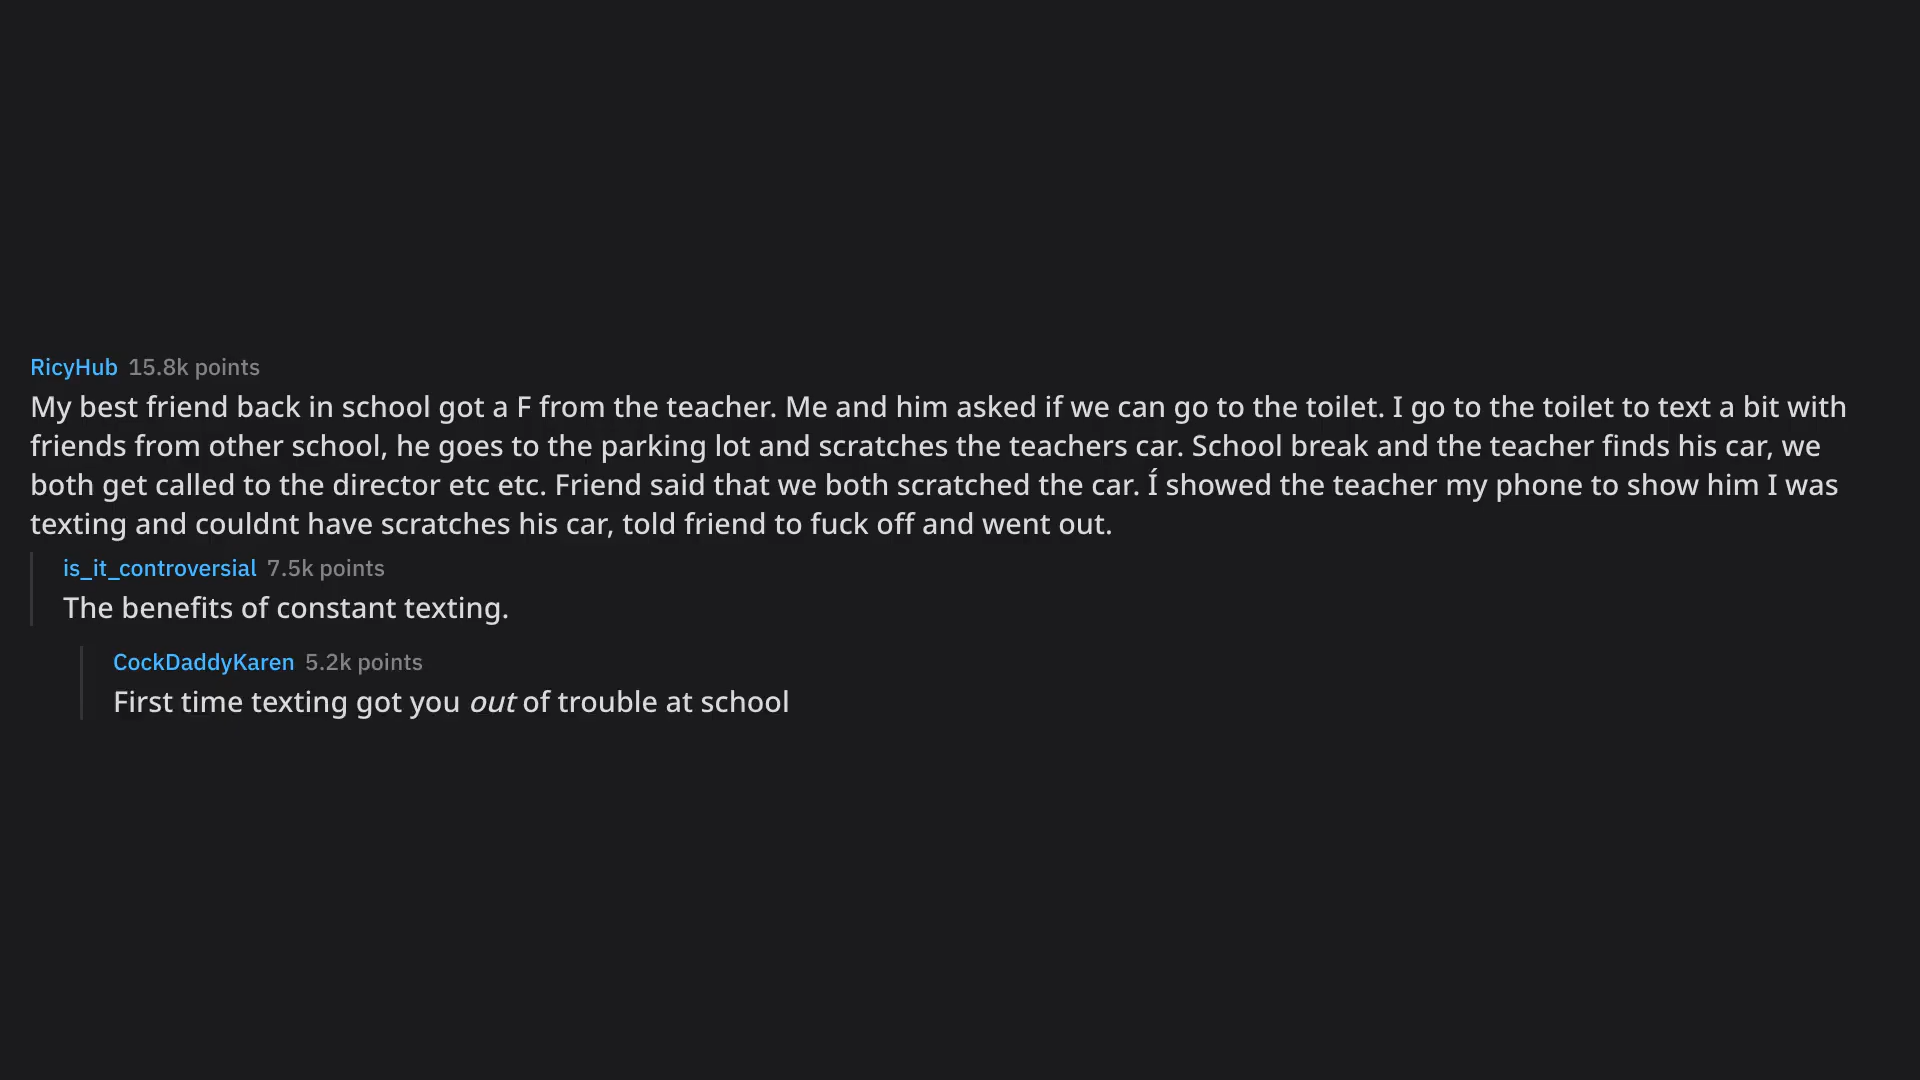 RicyHub 15.8k points
My best friend back in school got a F from the teacher. Me and him asked if we can go to the toilet. I go to the toilet to text a bit with
friends from other school, he goes to the parking lot and scratches the teachers car. School break and the teacher finds his car, we
both get called to the director etc etc. Friend said that we both scratched the car. Í showed the teacher my phone to show him I was
texting and couldnt have scratches his car, told friend to fuck off and went out.
is_it_controversial 7.5k points
The benefits of constant texting.
CockDaddyKaren 5.2k points
First time texting got you out of trouble at school